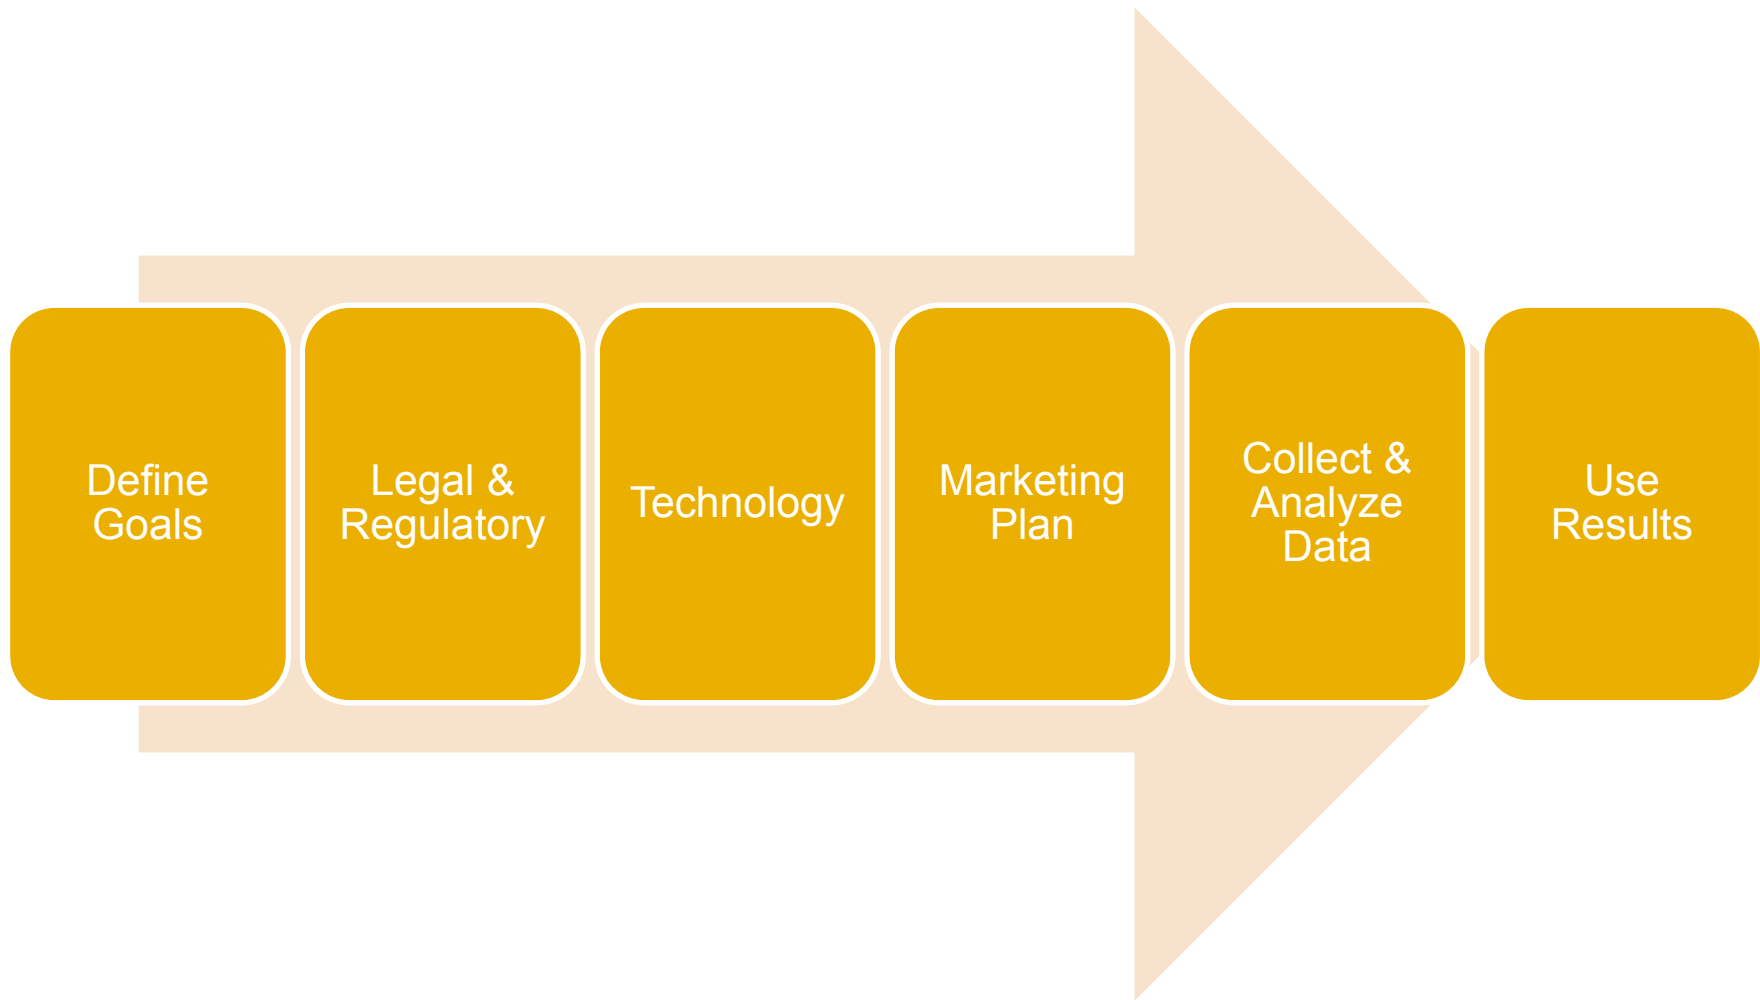 Define
Goals
Legal &
Regulatory
Technology
Marketing
Plan
Collect &
Analyze
Data
Use
Results